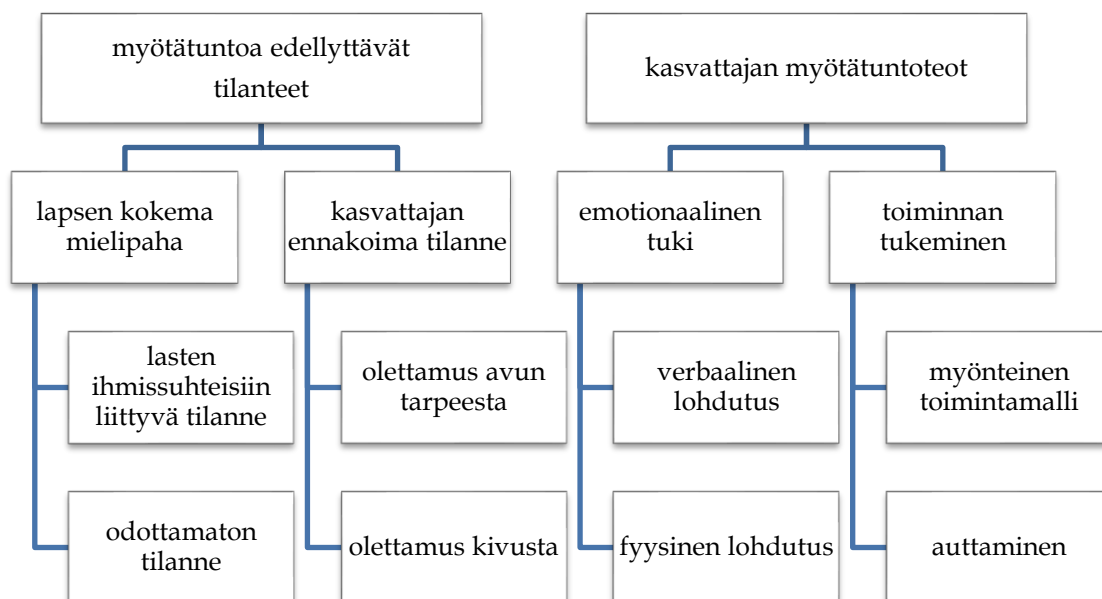 myötätuntoa edellyttävät
tilanteet
kasvattajan myötätuntoteot
lapsen kokema
mielipaha
kasvattajan
ennakoima tilanne
emotionaalinen
tuki
toiminnan
tukeminen
lasten
ihmissuhteisiin
liittyvä tilanne
olettamus avun
tarpeesta
verbaalinen
lohdutus
myönteinen
toimintamalli
odottamaton
tilanne
olettamus kivusta
fyysinen lohdutus
auttaminen